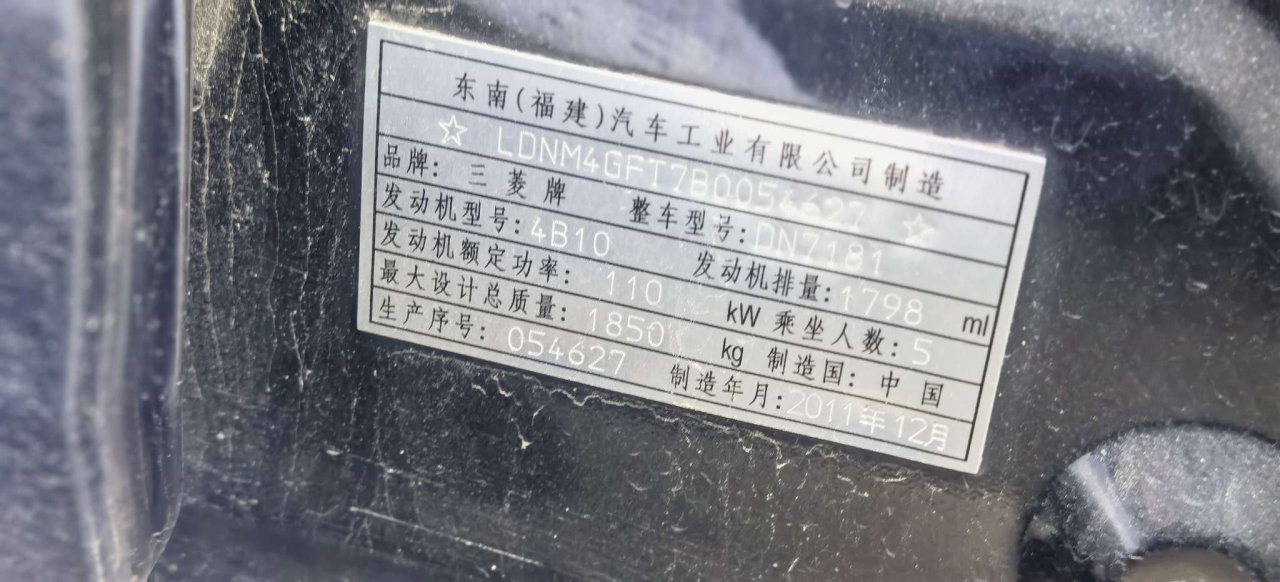 东南(福建)汽车工业有限公司制造
☆ LDNM4GFT7B0054627 ☆
品牌: 三菱牌 整车型号: DN7181
发动机型号: 4B10 发动机排量: 1798 ml
发动机额定功率: 110 kW 乘坐人数: 5
最大设计总质量: 1850 kg 制造国: 中国
生产序号: 054627 制造年月: 2011年12月